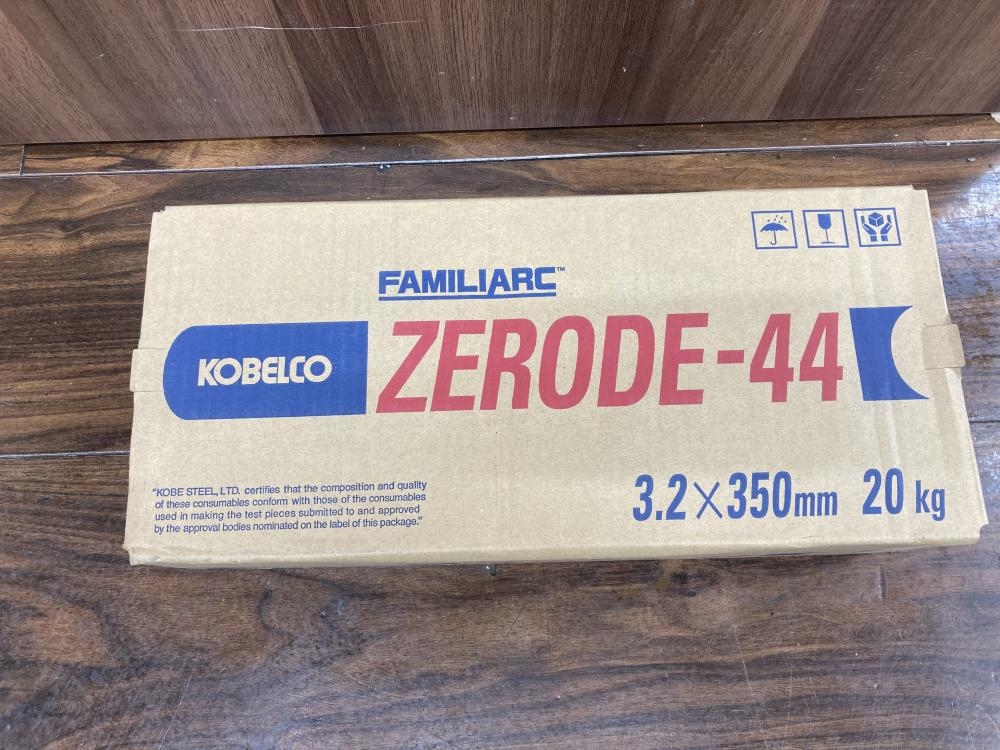 FAMILIARC™
KOBELCO
ZERODE-44
3.2×350mm 20kg
"KOBE STEEL, LTD. certifies that the composition and quality
of these consumables conform with those of the consumables
used in making the test pieces submitted to and approved
by the approval bodies nominated on the label of this package."